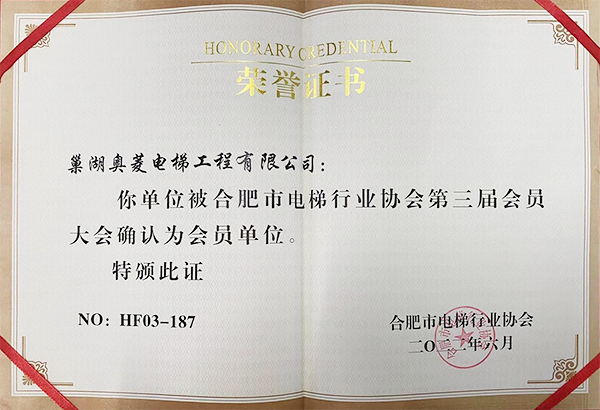 HONORARY CREDENTIAL
荣誉证书
巢湖奥菱电梯工程有限公司：
你单位被合肥市电梯行业协会第三届会员
大会确认为会员单位。
特颁此证
NO：HF03-187
合肥市电梯行业协会
二〇 年六月